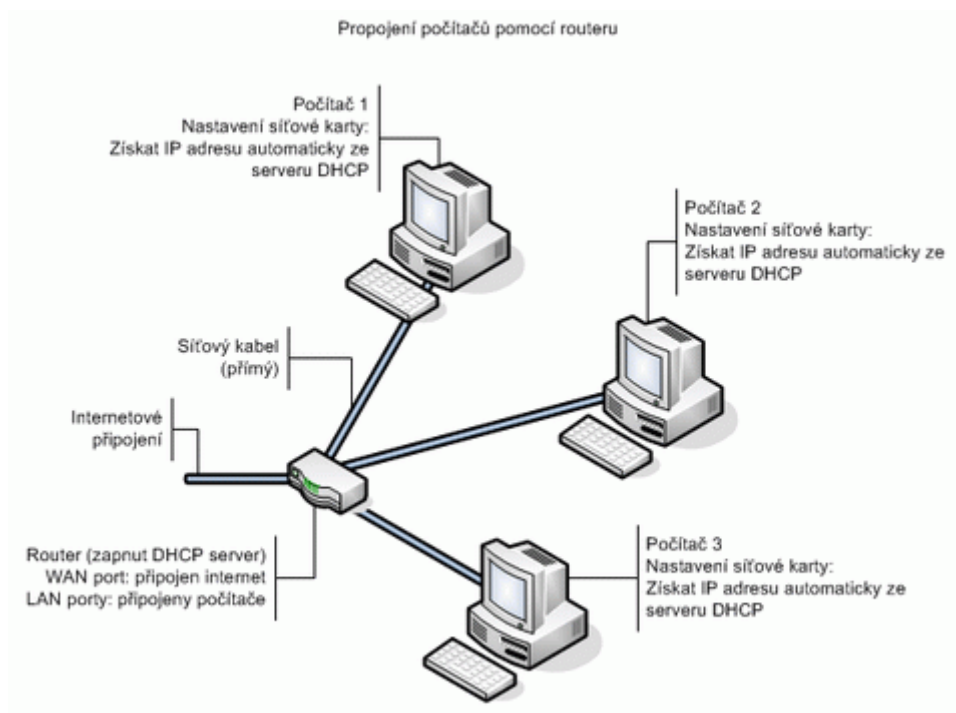 Propojení počítačů pomocí routeru
Počítač 1
Nastavení síťové karty:
Získat IP adresu automaticky ze
serveru DHCP
Počítač 2
Nastavení síťové karty:
Získat IP adresu automaticky ze
serveru DHCP
Síťový kabel
(přímý)
Internetové
připojení
Router (zapnut DHCP server)
WAN port: připojen internet
LAN porty: připojeny počítače
Počítač 3
Nastavení síťové karty:
Získat IP adresu automaticky ze
serveru DHCP